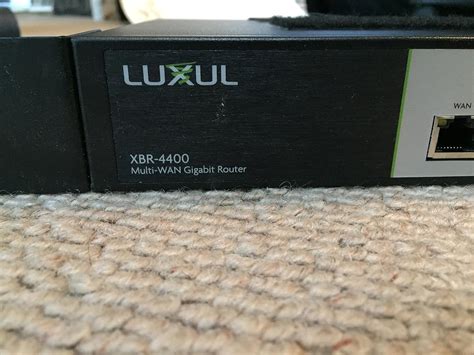 LUXUL
WAN
XBR-4400
Multi-WAN Gigabit Router